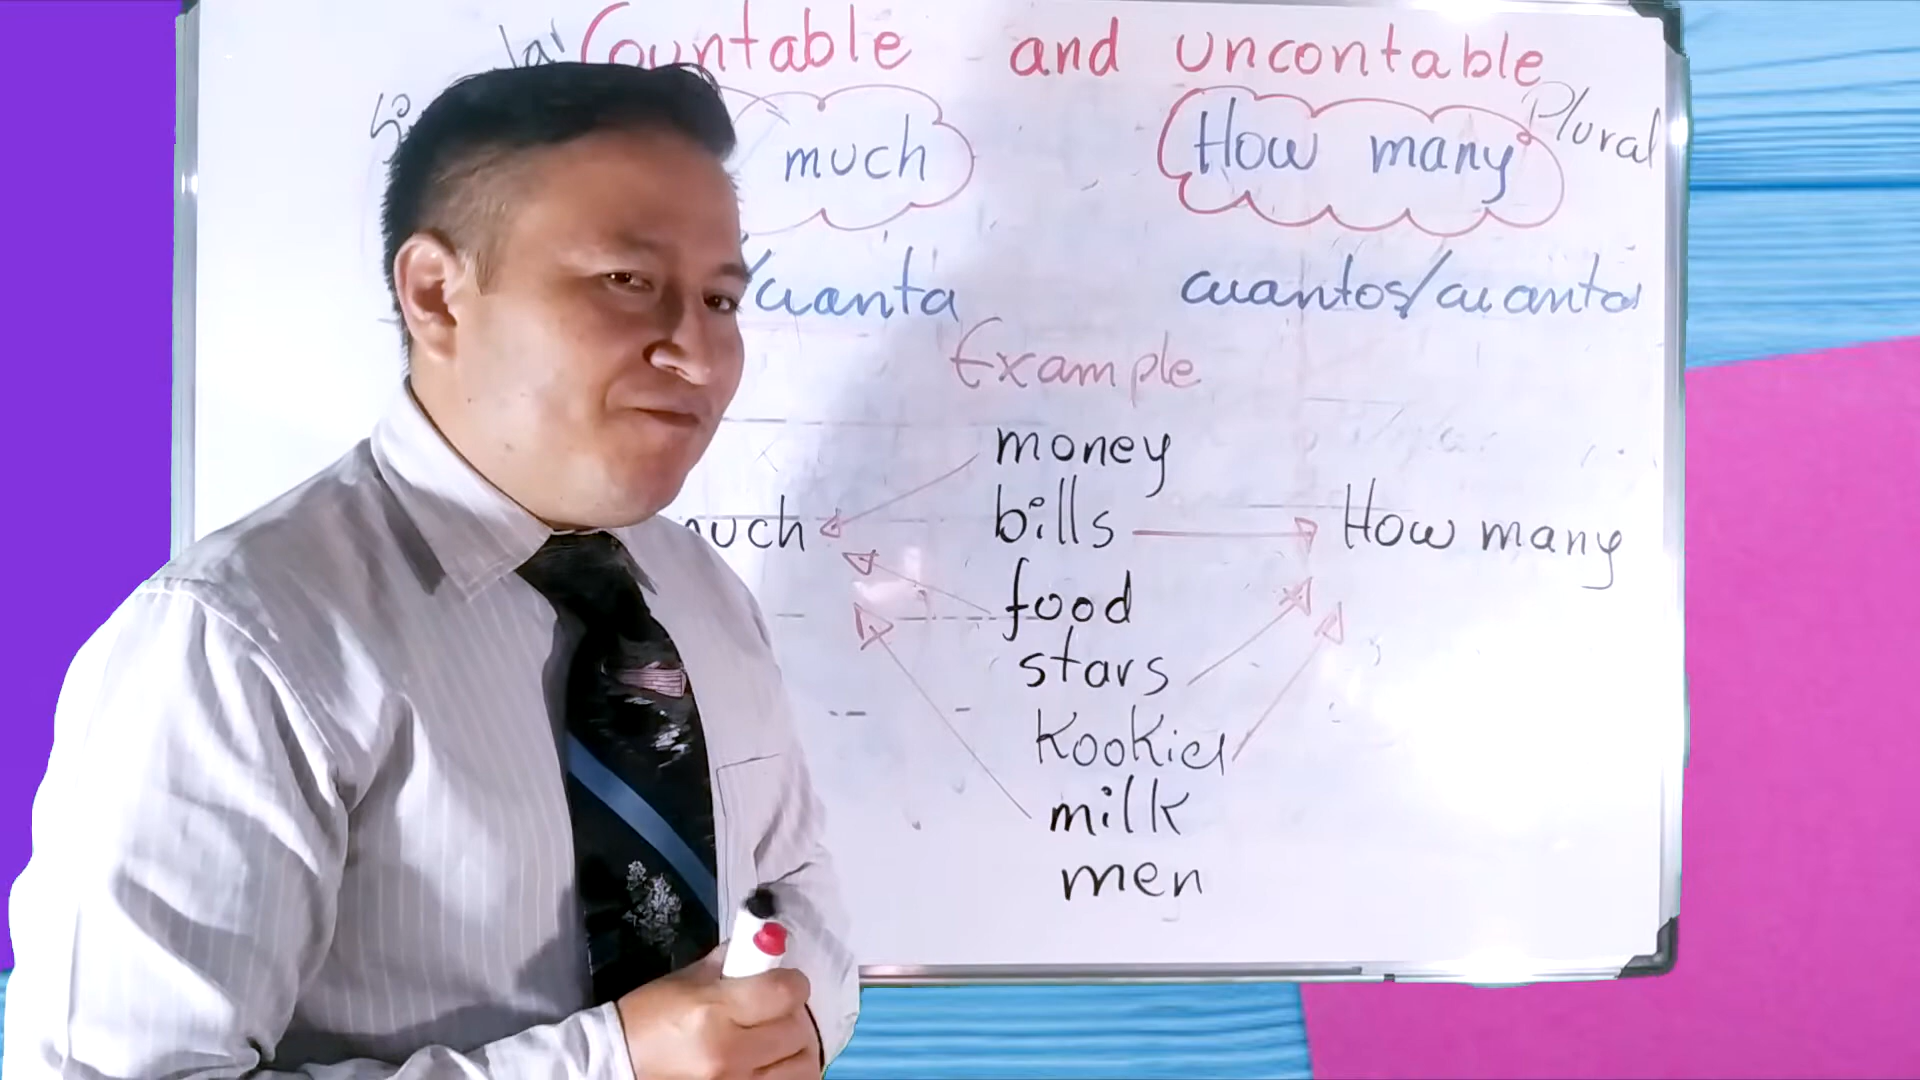 Countable and uncontable
much How many Plural
/cuanta cuantos/cuantas
Example
money
bills How many
food
stars
Kookies
milk
men